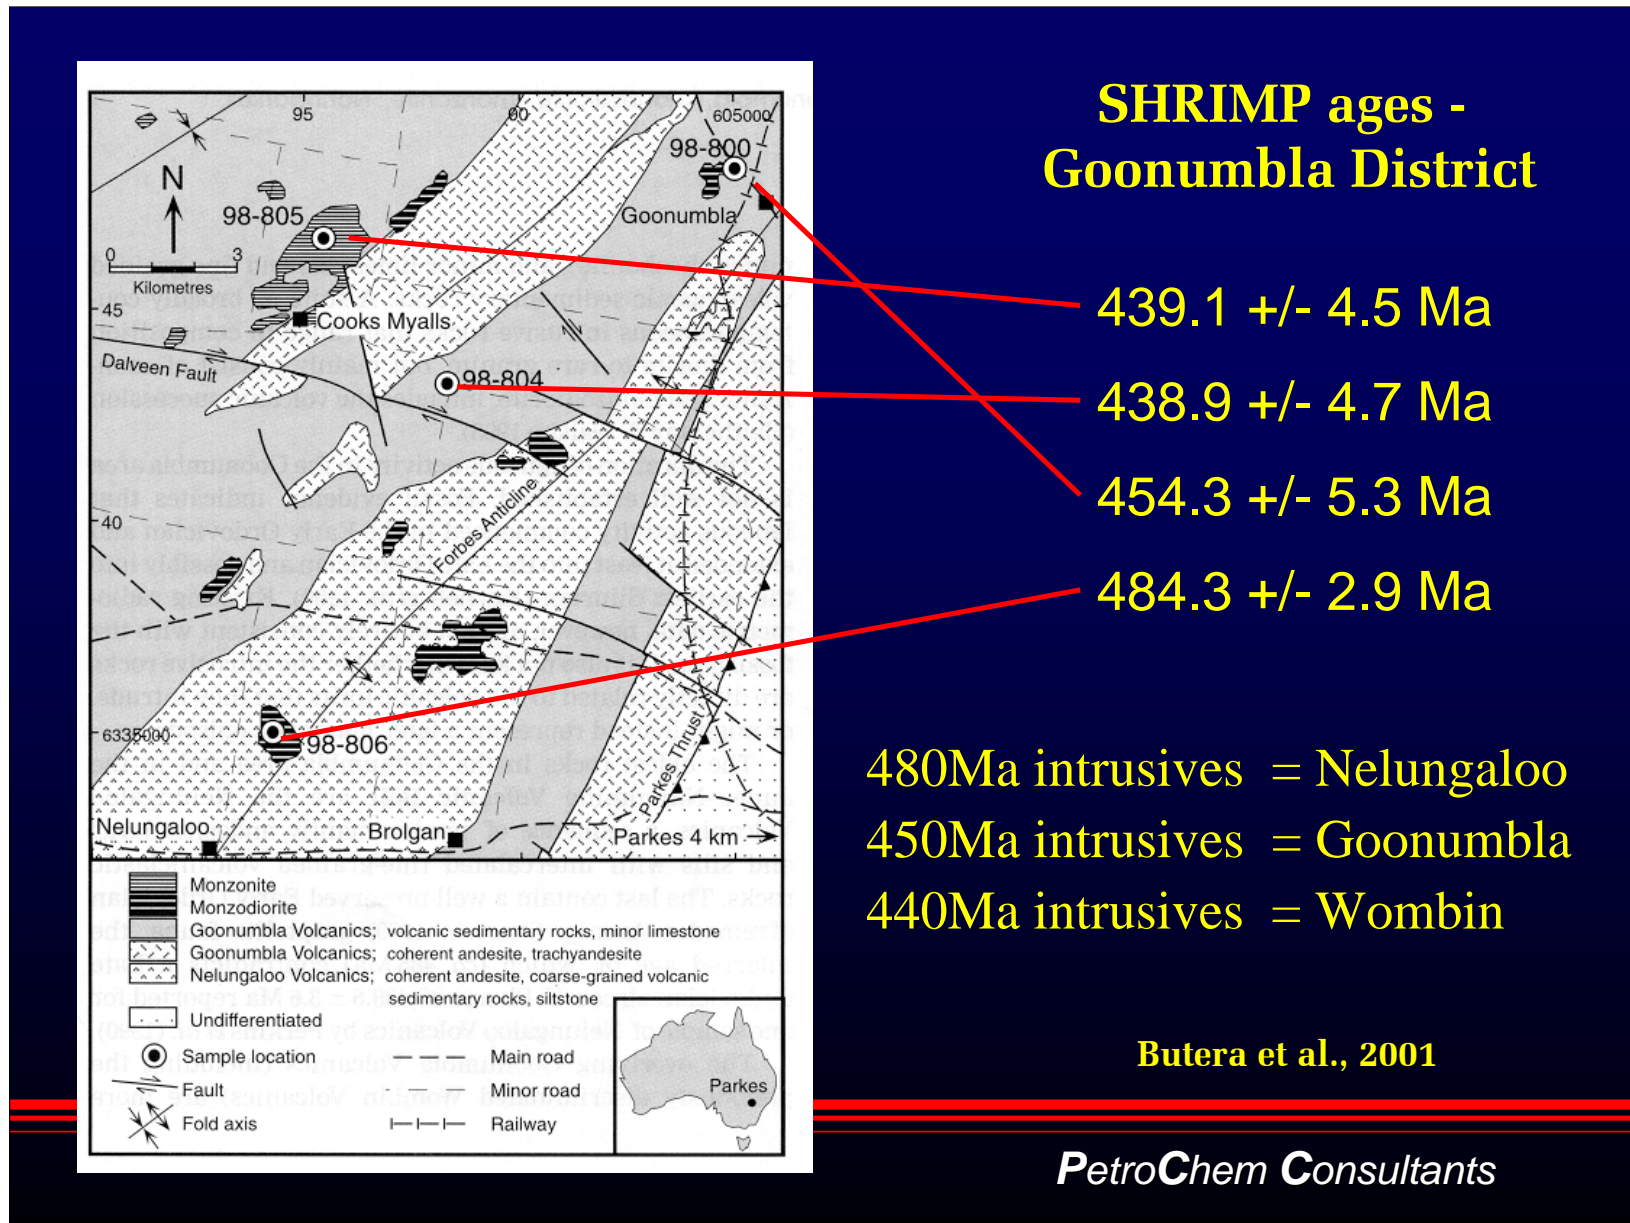 SHRIMP ages -
Goonumbla District
439.1 +/- 4.5 Ma
438.9 +/- 4.7 Ma
454.3 +/- 5.3 Ma
484.3 +/- 2.9 Ma
480Ma intrusives = Nelungaloo
450Ma intrusives = Goonumbla
440Ma intrusives = Wombin
Butera et al., 2001
PetroChem Consultants
95
00
605000
98-800
N
98-805
Goonumbla
0
3
Kilometres
45
Cooks Myalls
Dalveen Fault
98-804
40
Forbes Anticline
6335000
98-806
Parkes Thrust
Nelungaloo
Brolgan
Parkes 4 km
Monzonite
Monzodiorite
Goonumbla Volcanics; volcanic sedimentary rocks, minor limestone
Goonumbla Volcanics; coherent andesite, trachyandesite
Nelungaloo Volcanics; coherent andesite, coarse-grained volcanic
sedimentary rocks, siltstone
Undifferentiated
Sample location
Main road
Fault
Minor road
Fold axis
Railway
Parkes